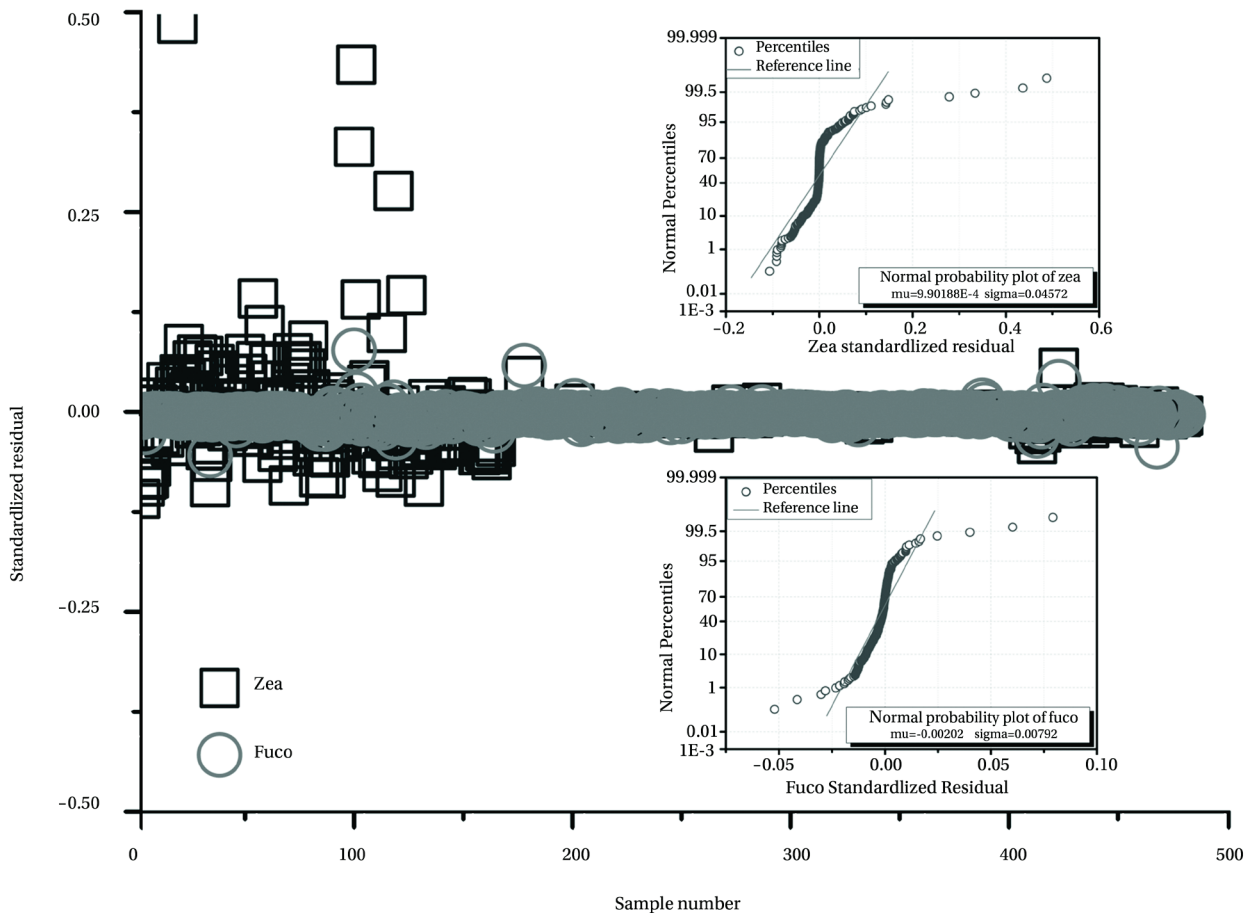 0.50
0.25
0.00
−0.25
−0.50
Standardlized residual
0
100
200
300
400
500
Sample number
Zea
Fuco
99.999
99.5
95
70
40
10
1
0.01
1E-3
Normal Percentiles
Percentiles
Reference line
Normal probability plot of zea
mu=9.90188E-4 sigma=0.04572
−0.2
0.0
0.2
0.4
0.6
Zea standardlized residual
99.999
99.5
95
70
40
10
1
0.01
1E-3
Normal Percentiles
Percentiles
Reference line
Normal probability plot of fuco
mu=-0.00202 sigma=0.00792
−0.05
0.00
0.05
0.10
Fuco Standardlized Residual